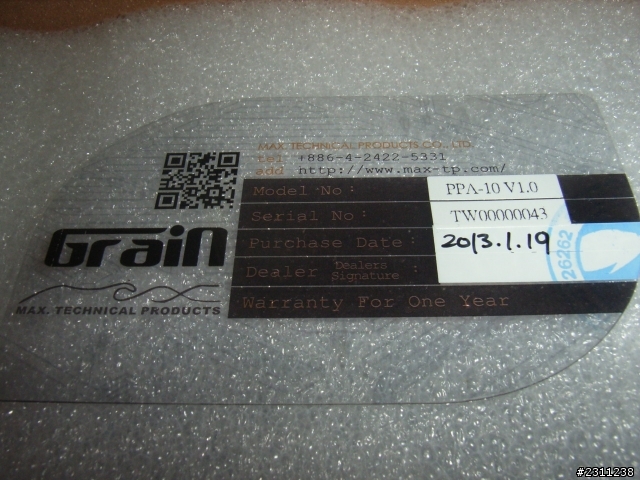 MAX. TECHNICAL PRODUCTS CO., LTD.
tel +886-4-2422-5331
add http://www.max-tp.com/
Model No: PPA-10 V1.0
Serial No: TW00000043
Purchase Date: 2013.1.19
Dealer Dealers Signature :
Warranty For One Year
Grain
MAX. TECHNICAL PRODUCTS
26262
#2311238